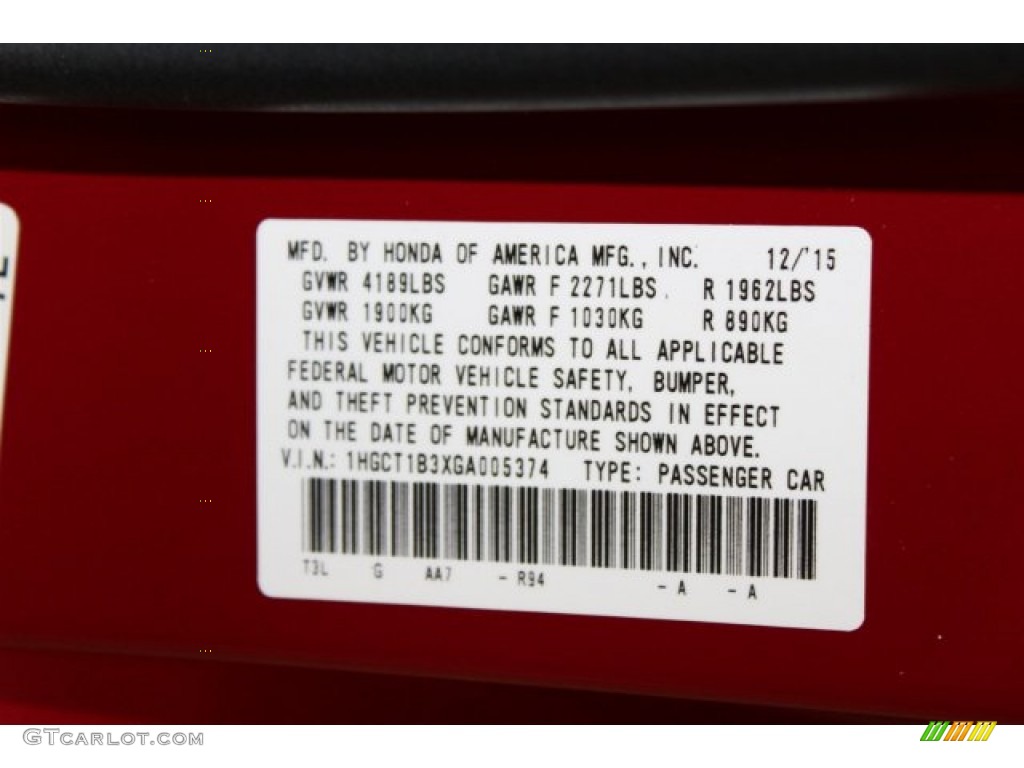 MFD. BY HONDA OF AMERICA MFG., INC. 12/15
GVWR 4189LBS GAWR F 2271LBS R 1962LBS
GVWR 1900KG GAWR F 1030KG R 890KG
THIS VEHICLE CONFORMS TO ALL APPLICABLE
FEDERAL MOTOR VEHICLE SAFETY, BUMPER,
AND THEFT PREVENTION STANDARDS IN EFFECT
ON THE DATE OF MANUFACTURE SHOWN ABOVE.
V.I.N.: 1HGCT1B3XGA005374 TYPE: PASSENGER CAR
T3L G AA7 - R94 - A - A
GTCARLOT.COM